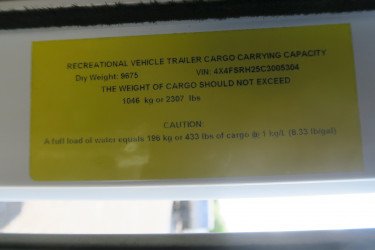 RECREATIONAL VEHICLE TRAILER CARGO CARRYING CAPACITY
Dry Weight: 9675 VIN: 4X4FSRH25C3005304
THE WEIGHT OF CARGO SHOULD NOT EXCEED
1046 kg or 2307 lbs
CAUTION:
A full load of water equals 196 kg or 433 lbs of cargo @ 1 kg/l (8.33 lb/gal)